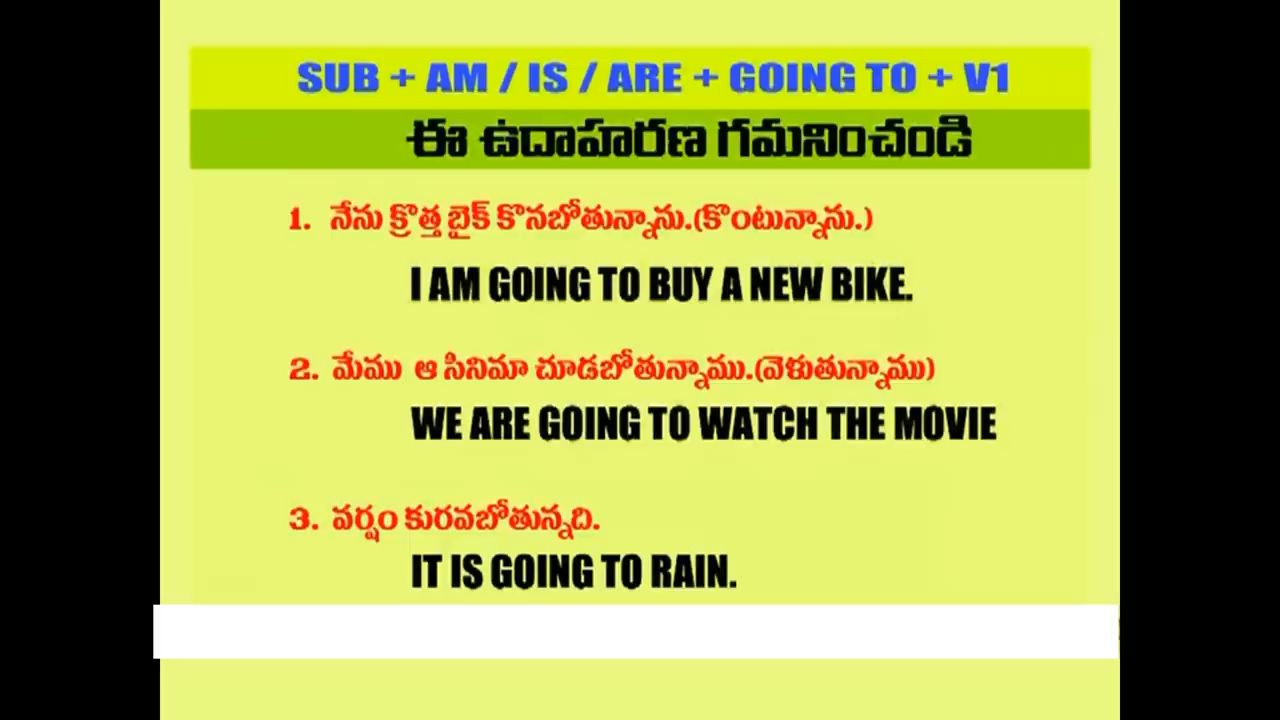 SUB + AM / IS / ARE + GOING TO + V1
ఈ ఉదాహరణ గమనించండి
1. నేను క్రొత్త బైక్ కొనబోతున్నాను.(కొంటున్నాను.)
I AM GOING TO BUY A NEW BIKE.
2. మేము ఆ సినిమా చూడబోతున్నాము.(వెళుతున్నాము)
WE ARE GOING TO WATCH THE MOVIE
3. వర్షం కురవబోతున్నది.
IT IS GOING TO RAIN.